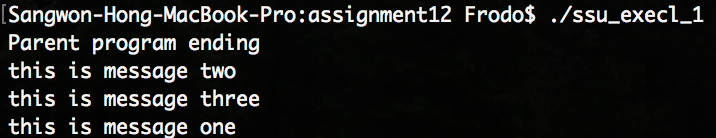 [Sangwon-Hong-MacBook-Pro:assignment12 Frodo$ ./ssu_execl_1
Parent program ending
this is message two
this is message three
this is message one